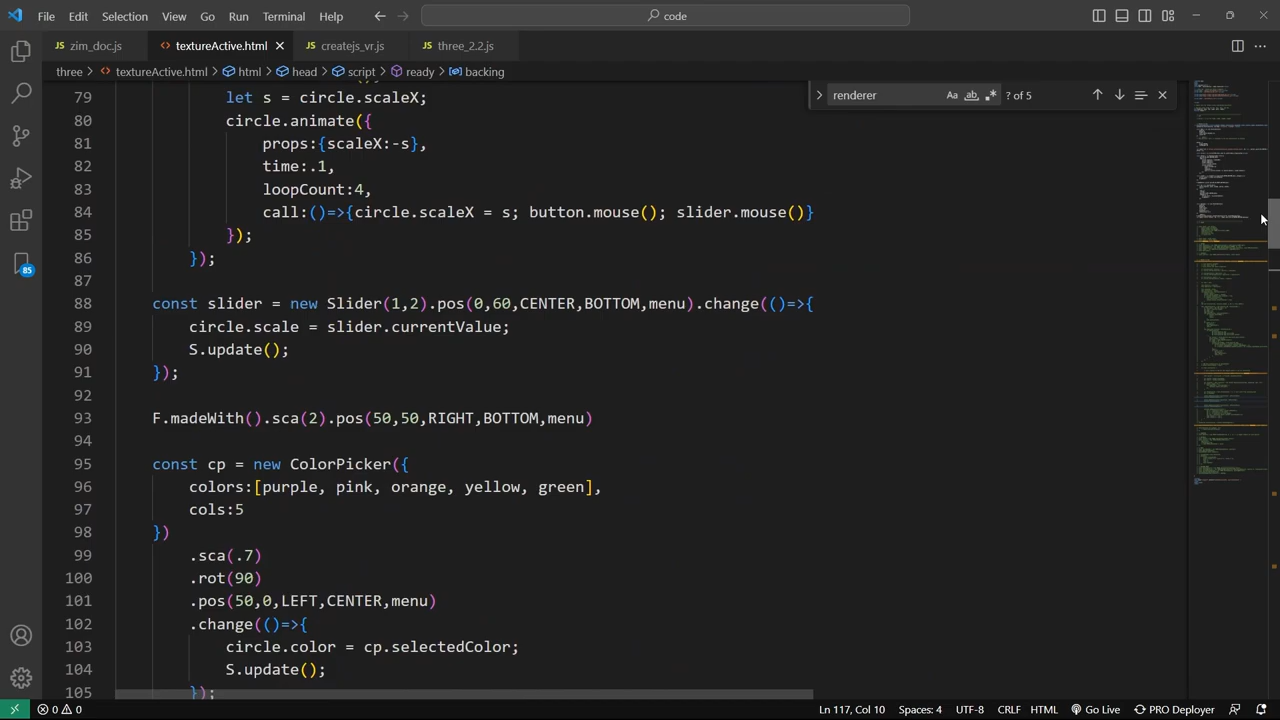 File Edit Selection View Go Run Terminal Help code
zim_doc.js textureActive.html createjs_vr.js three_2.2.js
three > textureActive.html > html > head > script > ready > backing
renderer ab ? of 5
79 let s = circle.scaleX;
80 circle.animate({
81 props:{scaleX:-s},
82 time:.1,
83 loopCount:4,
84 call:()=>{circle.scaleX = s; button.mouse(); slider.mouse()}
85 });
86 });
87
88 const slider = new Slider(1,2).pos(0,60,CENTER,BOTTOM,menu).change(()=>{
89 circle.scale = slider.currentValue;
90 S.update();
91 });
92
93 F.madeWith().sca(2).pos(50,50,RIGHT,BOTTOM,menu)
94
95 const cp = new ColorPicker({
96 colors:[purple, pink, orange, yellow, green],
97 cols:5
98 })
99 .sca(.7)
100 .rot(90)
101 .pos(50,0,LEFT,CENTER,menu)
102 .change(()=>{
103 circle.color = cp.selectedColor;
104 S.update();
105 });
85
0 0 Ln 117, Col 10 Spaces: 4 UTF-8 CRLF HTML Go Live PRO Deployer